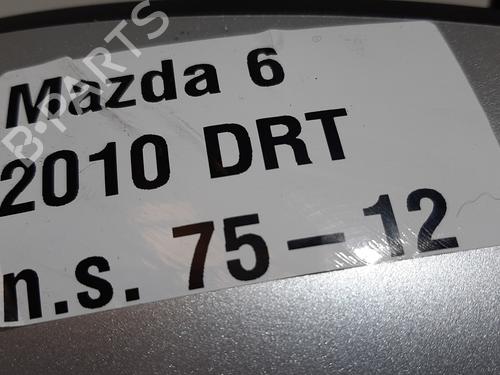 B-PARTS
Mazda 6
2010 DRT
n.s. 75-12